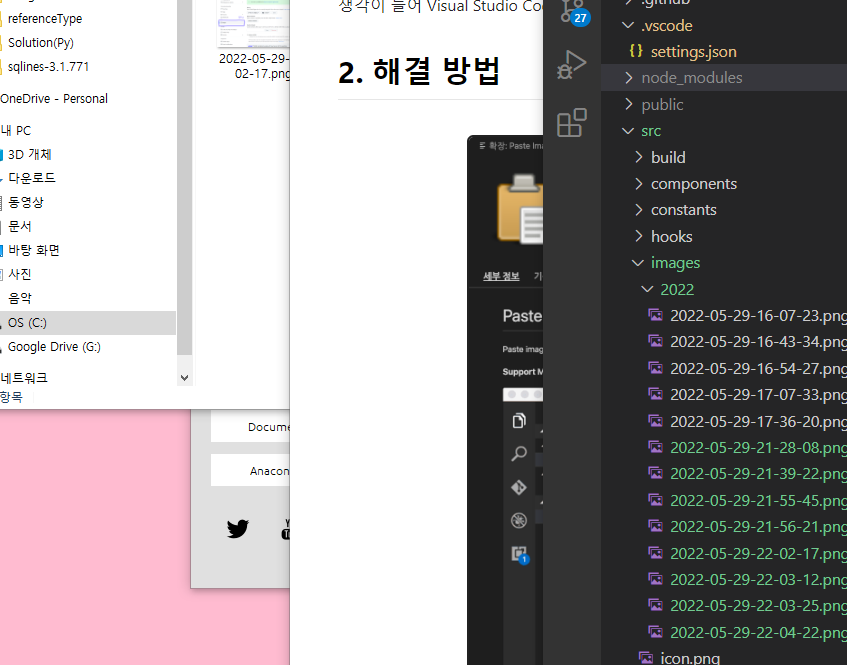 referenceType
Solution(Py)
sqlines-3.1.771
OneDrive - Personal
내 PC
3D 개체
다운로드
동영상
문서
바탕 화면
사진
음악
OS (C:)
Google Drive (G:)
네트워크
항목
2022-05-29-
02-17.png
Docume
Anacon
생각이 들어 Visual Studio Co
2. 해결 방법
확장: Paste Ima
세부 정보
Paste
Paste imag
Support M
1
27
.github
.vscode
{} settings.json
node_modules
public
src
build
components
constants
hooks
images
2022
2022-05-29-16-07-23.png
2022-05-29-16-43-34.png
2022-05-29-16-54-27.png
2022-05-29-17-07-33.png
2022-05-29-17-36-20.png
2022-05-29-21-28-08.png
2022-05-29-21-39-22.png
2022-05-29-21-55-45.png
2022-05-29-21-56-21.png
2022-05-29-22-02-17.png
2022-05-29-22-03-12.png
2022-05-29-22-03-25.png
2022-05-29-22-04-22.png
icon.png